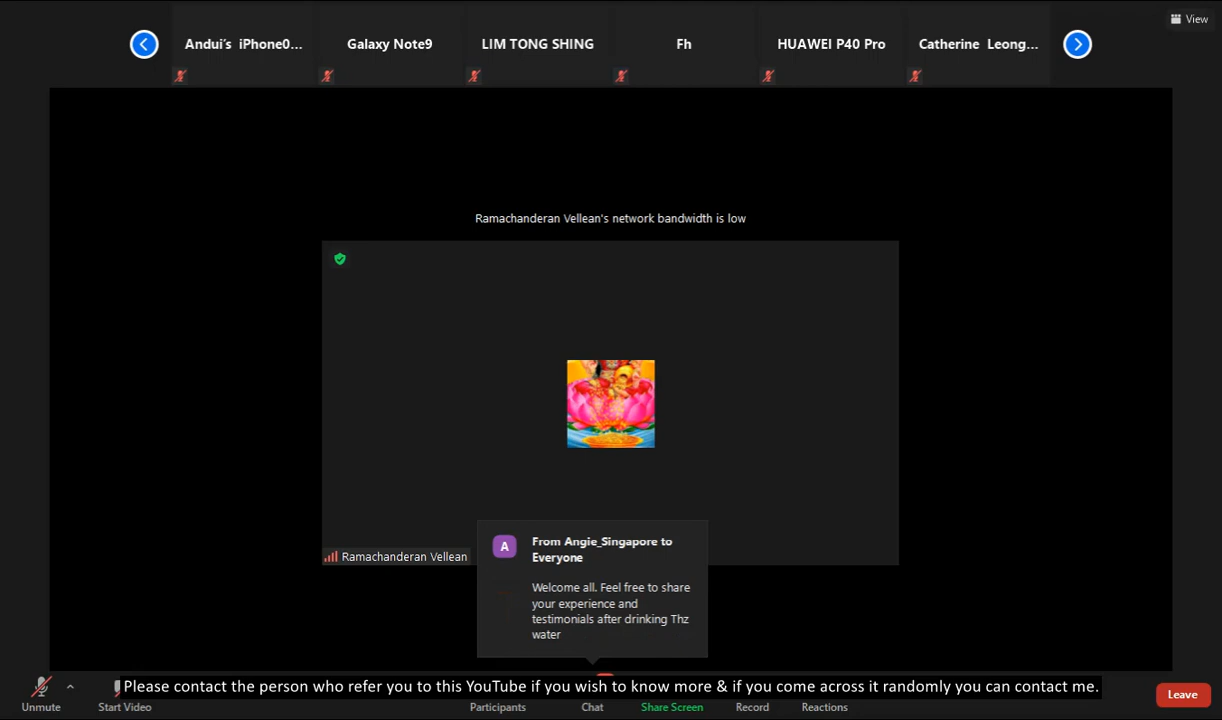 View
Andui's iPhone0...
Galaxy Note9
LIM TONG SHING
Fh
HUAWEI P40 Pro
Catherine Leong...
Ramachanderan Vellean's network bandwidth is low
Ramachanderan Vellean
A
From Angie_Singapore to
Everyone
Welcome all. Feel free to share
your experience and
testimonials after drinking Thz
water
Please contact the person who refer you to this YouTube if you wish to know more & if you come across it randomly you can contact me.
Unmute
Start Video
Participants
Chat
Share Screen
Record
Reactions
Leave